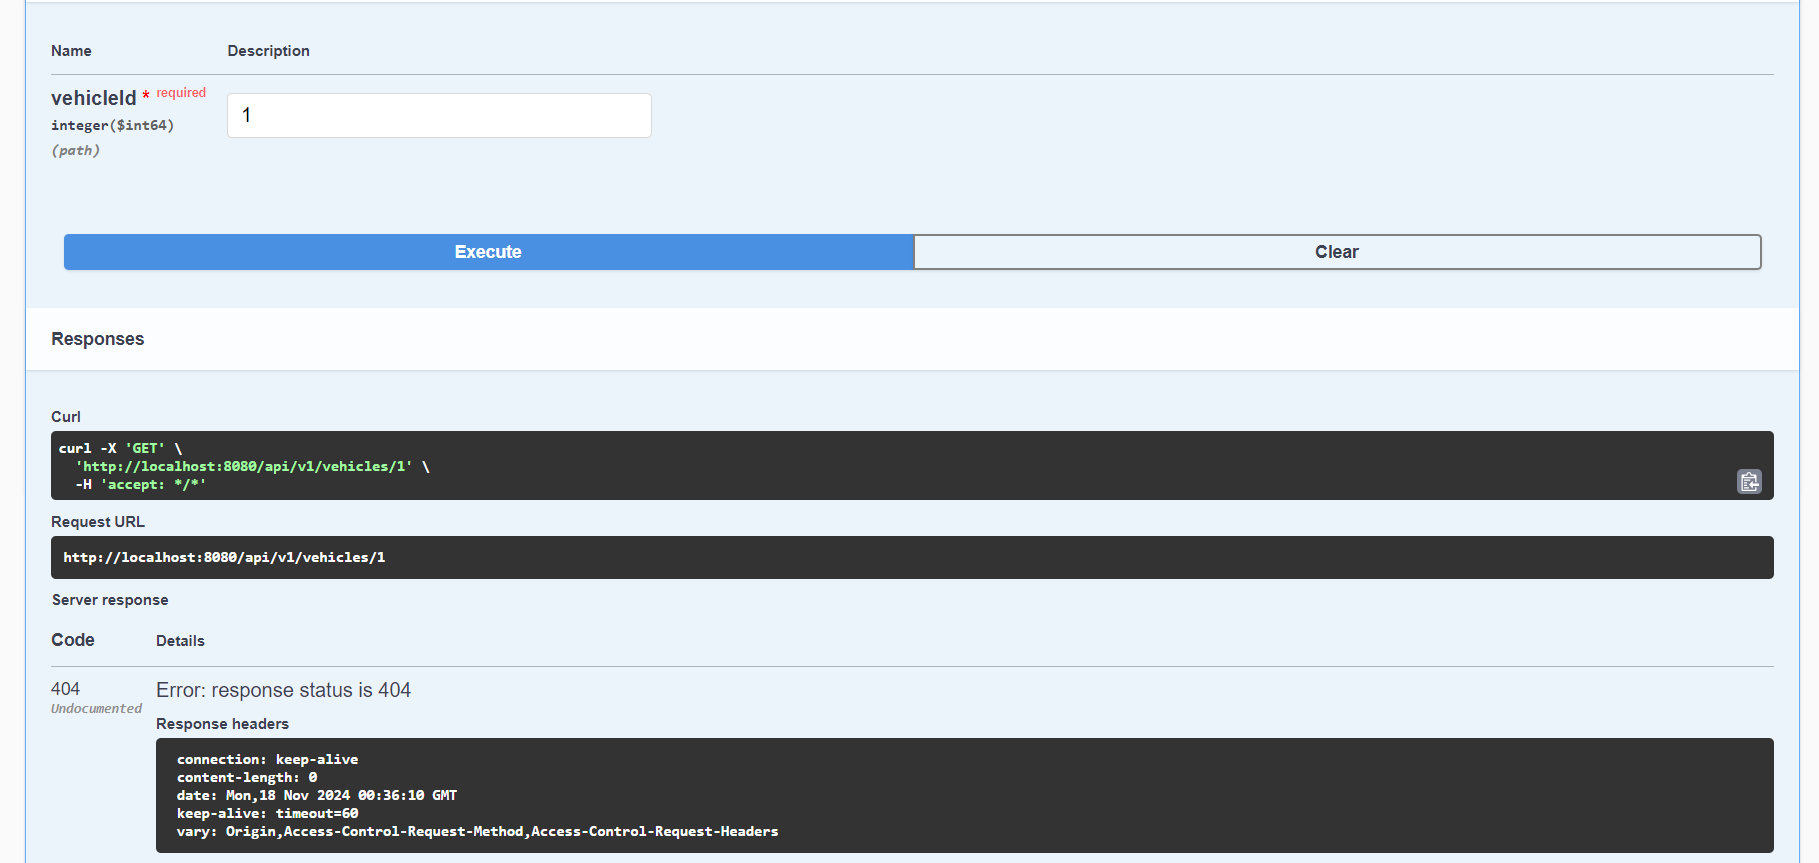 Name Description
vehicleId * required
integer($int64)
(path)
1
Execute Clear
Responses
Curl
curl -X 'GET' \
'http://localhost:8080/api/v1/vehicles/1' \
-H 'accept: */*'
Request URL
http://localhost:8080/api/v1/vehicles/1
Server response
Code Details
404 Error: response status is 404
Undocumented
Response headers
connection: keep-alive
content-length: 0
date: Mon,18 Nov 2024 00:36:10 GMT
keep-alive: timeout=60
vary: Origin,Access-Control-Request-Method,Access-Control-Request-Headers